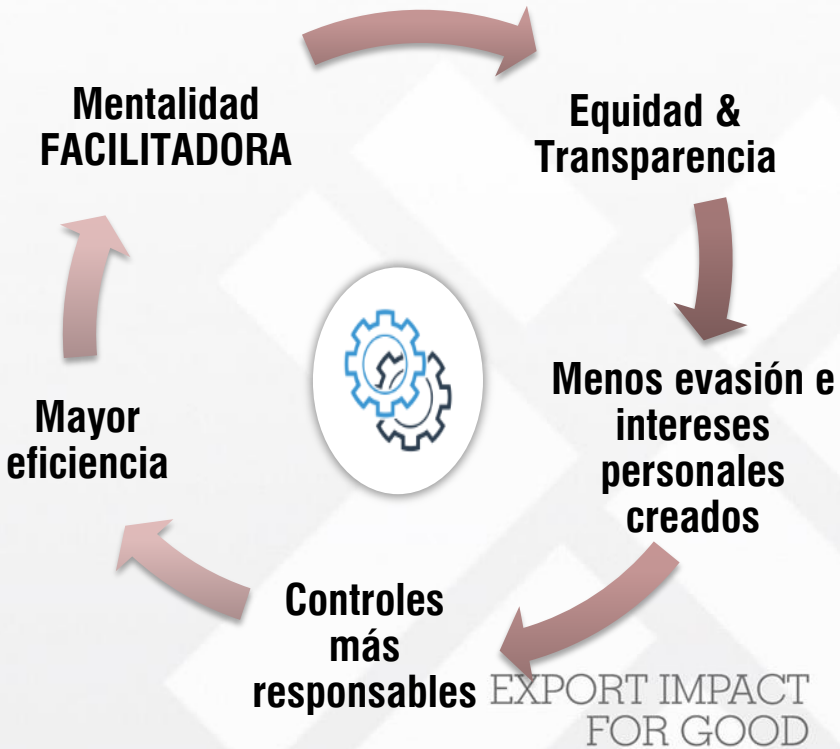 Mentalidad
FACILITADORA
Equidad &
Transparencia
Menos evasión e
intereses
personales
creados
Controles
más
responsables
Mayor
eficiencia
EXPORT IMPACT
FOR GOOD